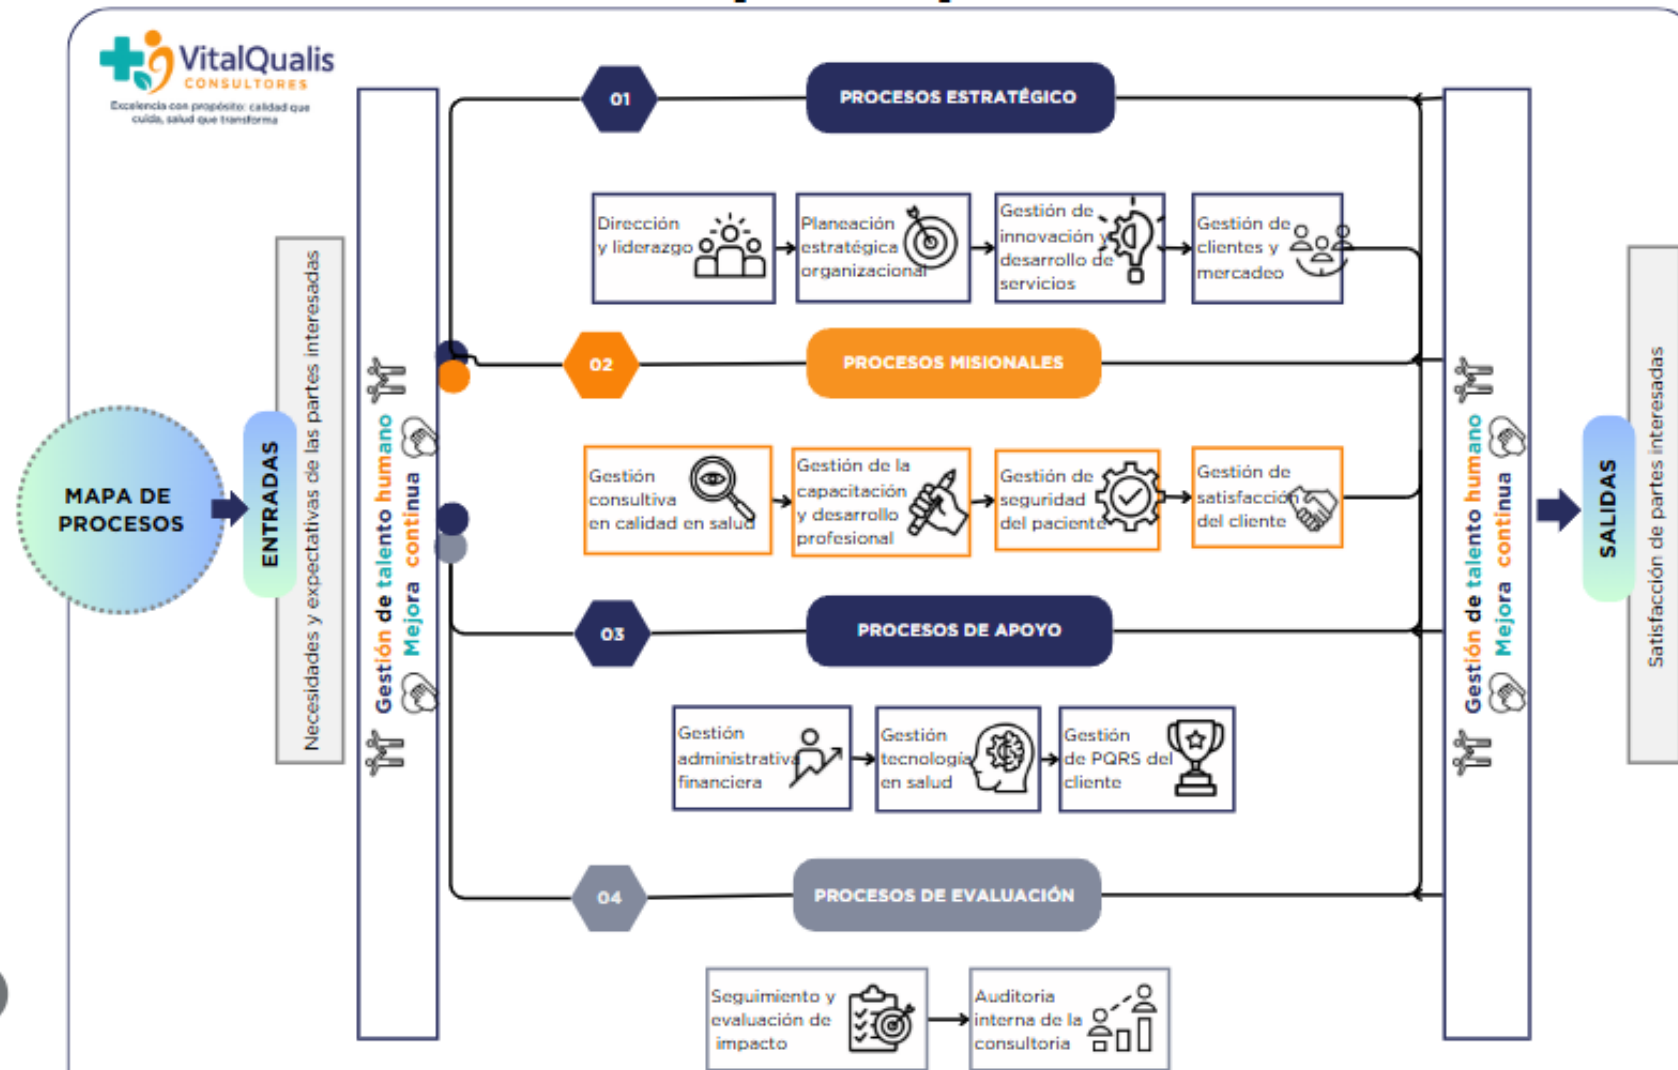 VitalQualis
CONSULTORES
Excelencia con propósito: calidad que
cuida, salud que transforma
MAPA DE
PROCESOS
ENTRADAS
Necesidades y expectativas de las partes interesadas
Gestión de talento humano
Mejora continua
01
PROCESOS ESTRATÉGICO
Dirección
y liderazgo
Planeación
estratégica
organizacional
Gestión de
innovación y
desarrollo de
servicios
Gestión de
clientes y
mercadeo
02
PROCESOS MISIONALES
Gestión
consultiva
en calidad en salud
Gestión de la
capacitación
y desarrollo
profesional
Gestión de
seguridad
del paciente
Gestión de
satisfacción
del cliente
03
PROCESOS DE APOYO
Gestión
administrativa
financiera
Gestión
tecnología
en salud
Gestión
de PQRS del
cliente
04
PROCESOS DE EVALUACIÓN
Seguimiento y
evaluación de
impacto
Auditoria
interna de la
consultoria
Gestión de talento humano
Mejora continua
SALIDAS
Satisfacción de partes interesadas